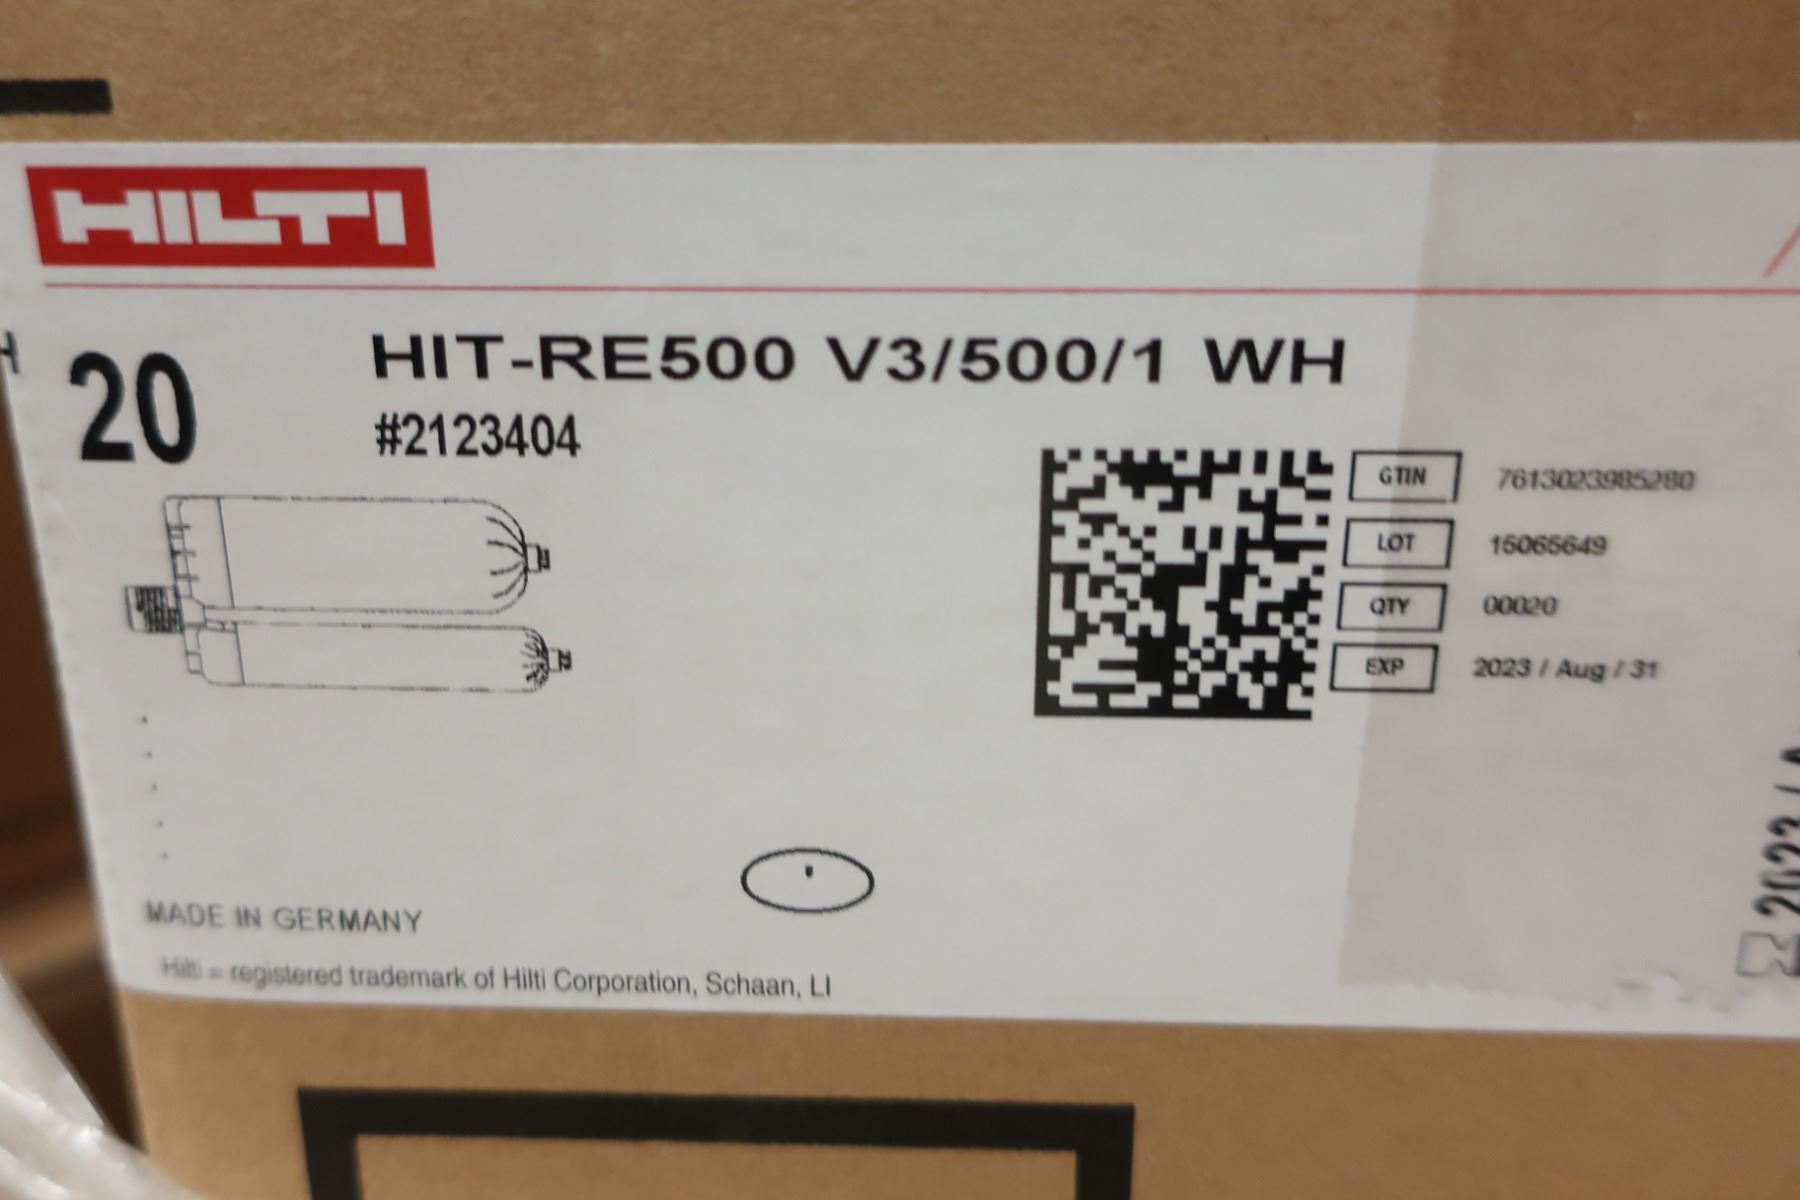 HILTI
20
HIT-RE500 V3/500/1 WH
#2123404
GTIN 7613023985280
LOT 15065649
QTY 00020
EXP 2023 / Aug / 31
MADE IN GERMANY
Hilti = registered trademark of Hilti Corporation, Schaan, LI
2023 /
H